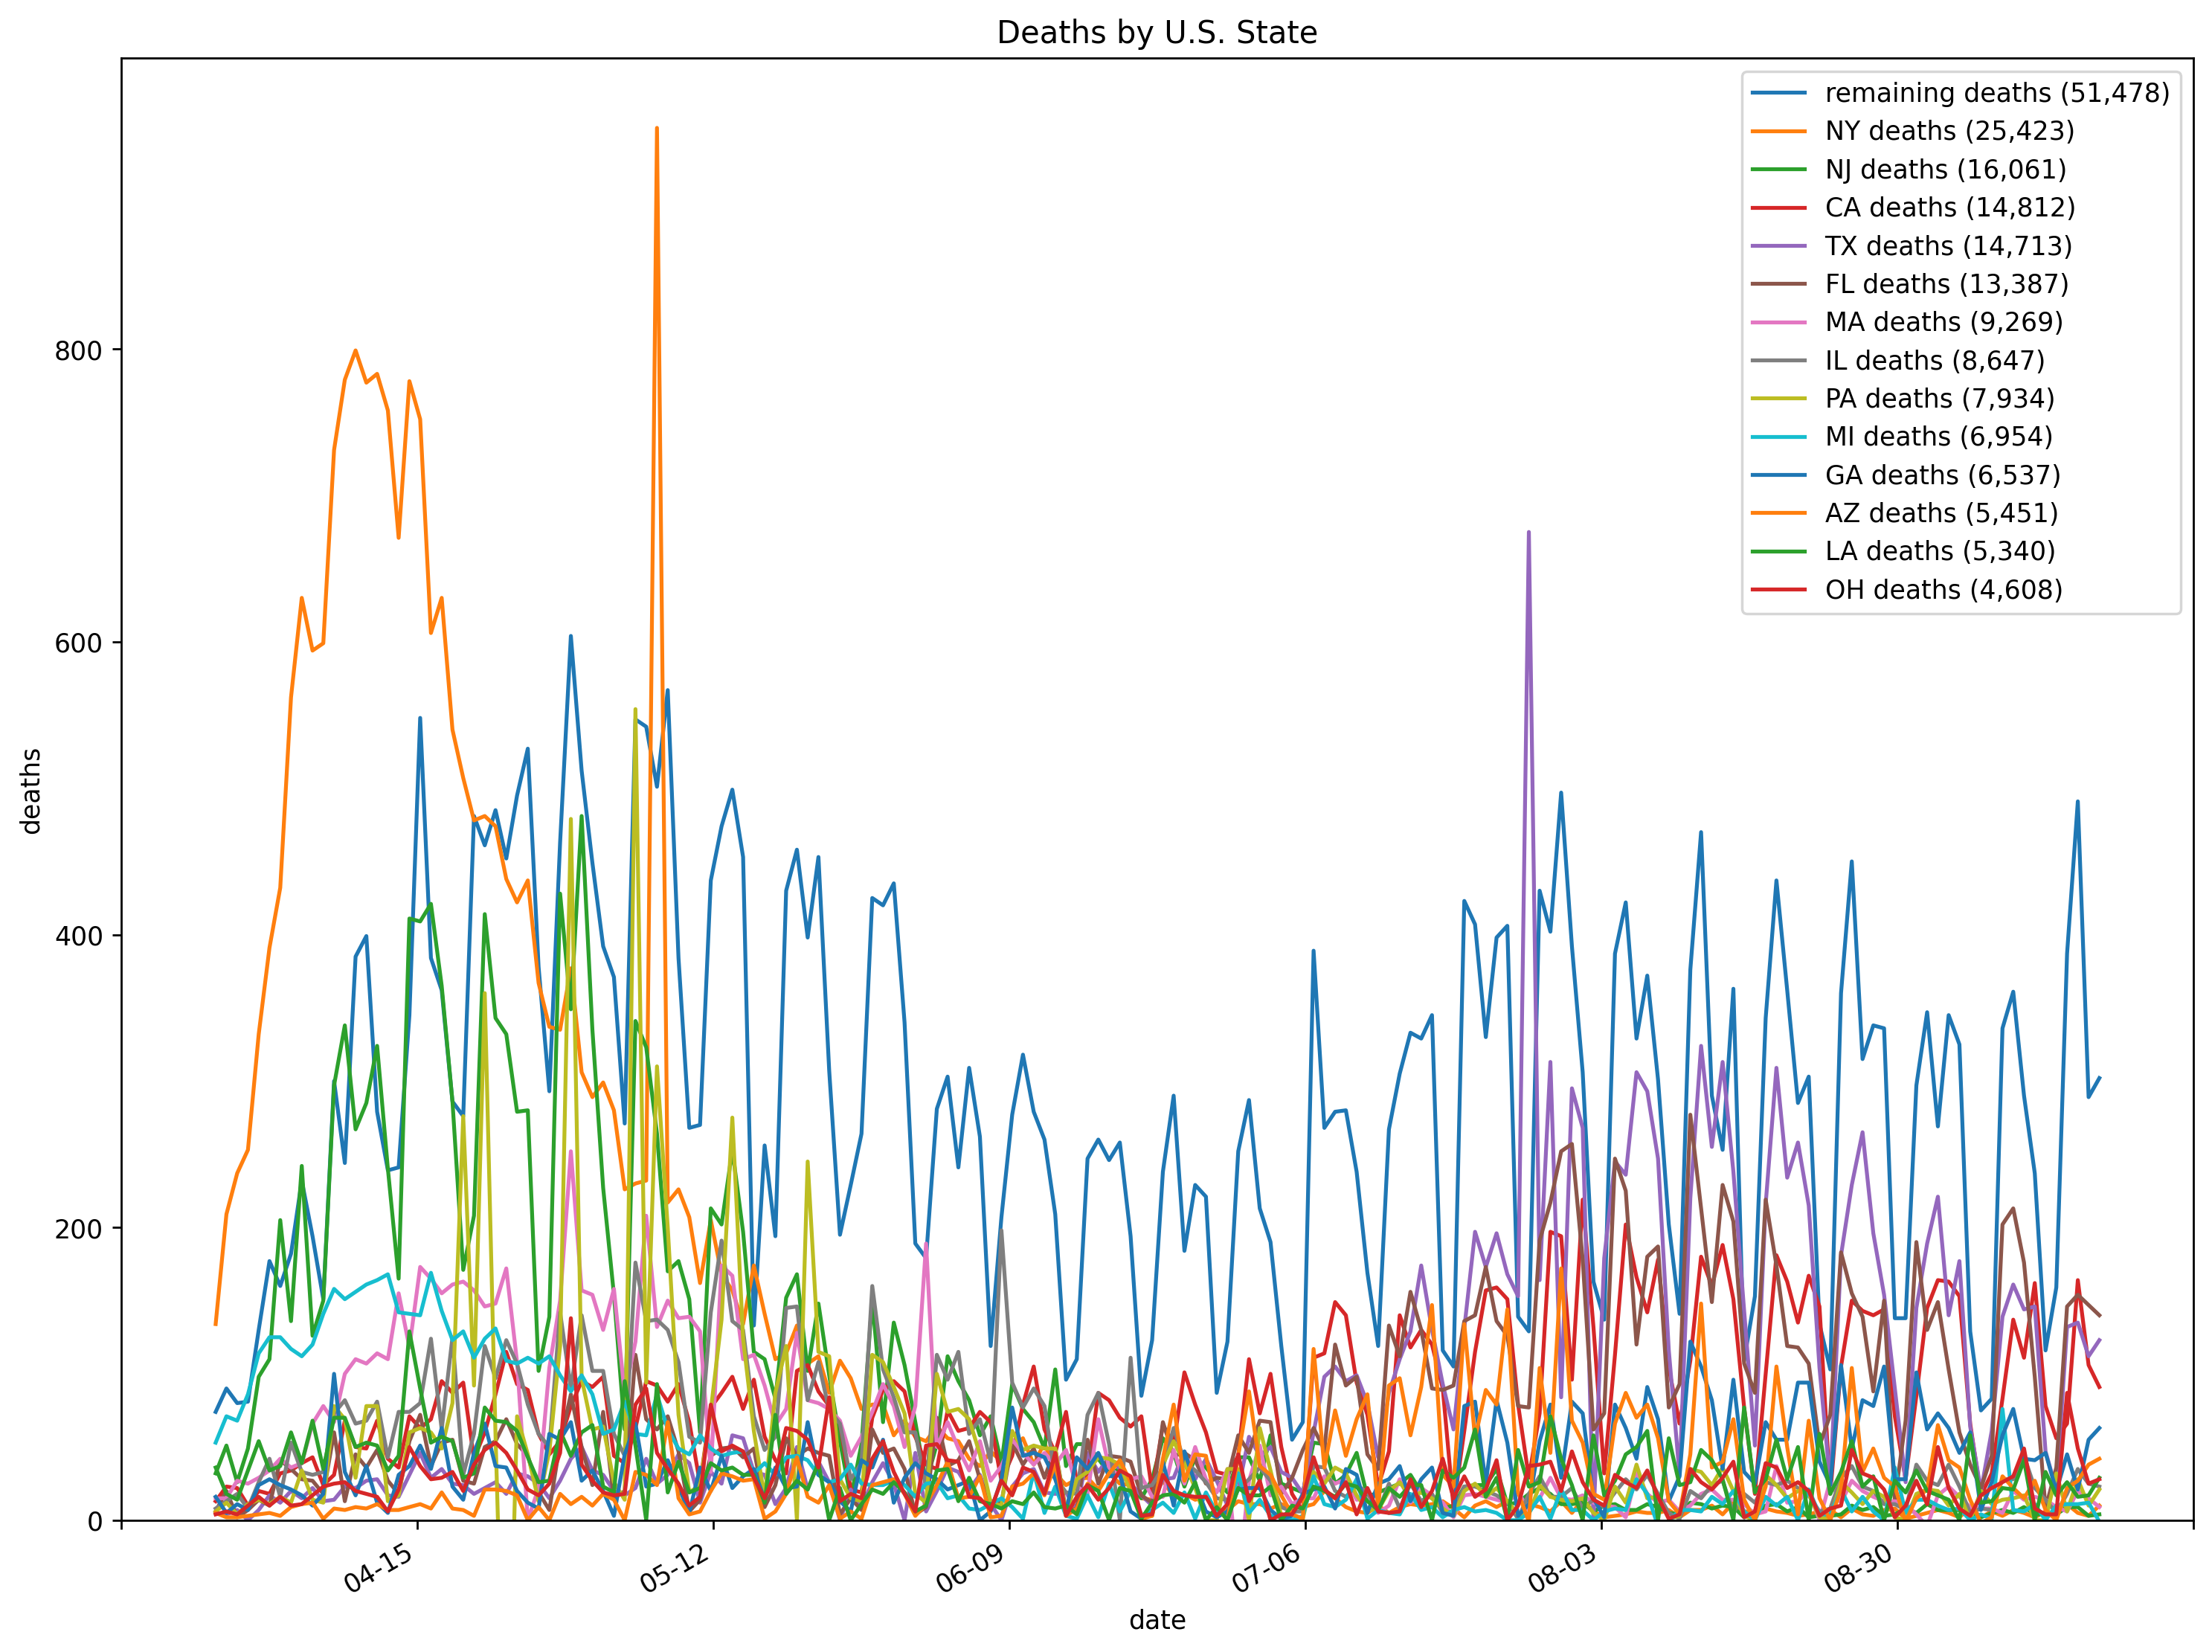 Deaths by U.S. State
remaining deaths (51,478)
NY deaths (25,423)
NJ deaths (16,061)
CA deaths (14,812)
TX deaths (14,713)
FL deaths (13,387)
MA deaths (9,269)
IL deaths (8,647)
PA deaths (7,934)
MI deaths (6,954)
GA deaths (6,537)
AZ deaths (5,451)
LA deaths (5,340)
OH deaths (4,608)
800
600
400
200
0
deaths
04-15
05-12
06-09
07-06
08-03
08-30
date